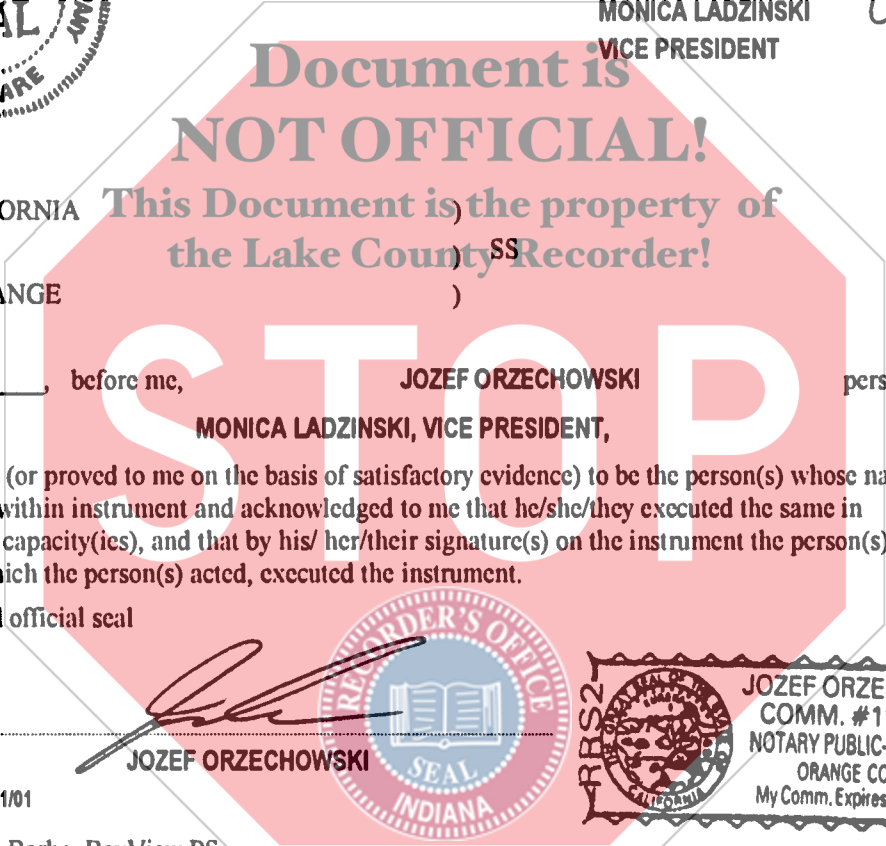 AL
ARE
MONICA LADZINSKI
VICE PRESIDENT
Document is
NOT OFFICIAL!
This Document is the property of
the Lake County Recorder!
ORNIA )
) SS
ANGE )
STOP
, before me, JOZEF ORZECHOWSKI pers
MONICA LADZINSKI, VICE PRESIDENT,
(or proved to me on the basis of satisfactory evidence) to be the person(s) whose na
within instrument and acknowledged to me that he/she/they executed the same in
capacity(ies), and that by his/ her/their signature(s) on the instrument the person(s)
ich the person(s) acted, executed the instrument.
official seal
JOZEF ORZECHOWSKI
RECORDER'S OFFICE
SEAL
INDIANA
RBS2
CALIFORNIA
JOZEF ORZE
COMM. #1
NOTARY PUBLIC-
ORANGE CO
My Comm. Expires
1/01